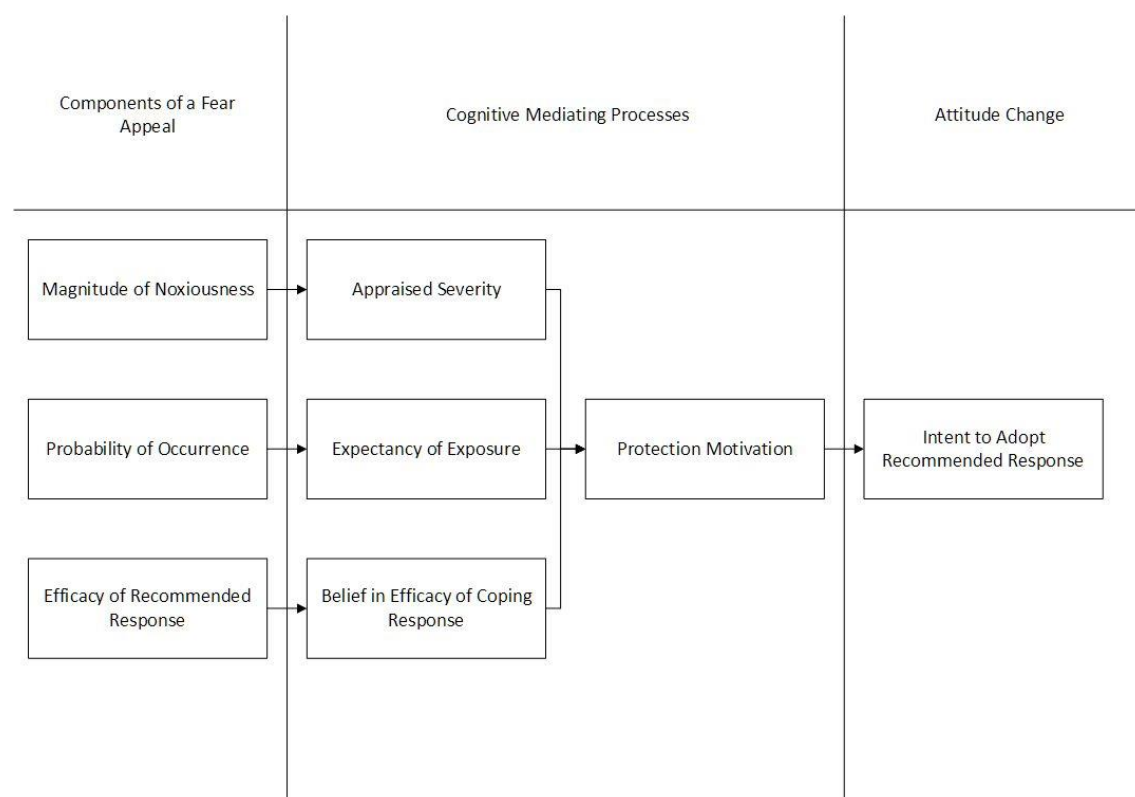 Components of a Fear
Appeal
Cognitive Mediating Processes
Attitude Change
Magnitude of Noxiousness
Appraised Severity
Probability of Occurrence
Expectancy of Exposure
Protection Motivation
Intent to Adopt
Recommended Response
Efficacy of Recommended
Response
Belief in Efficacy of Coping
Response